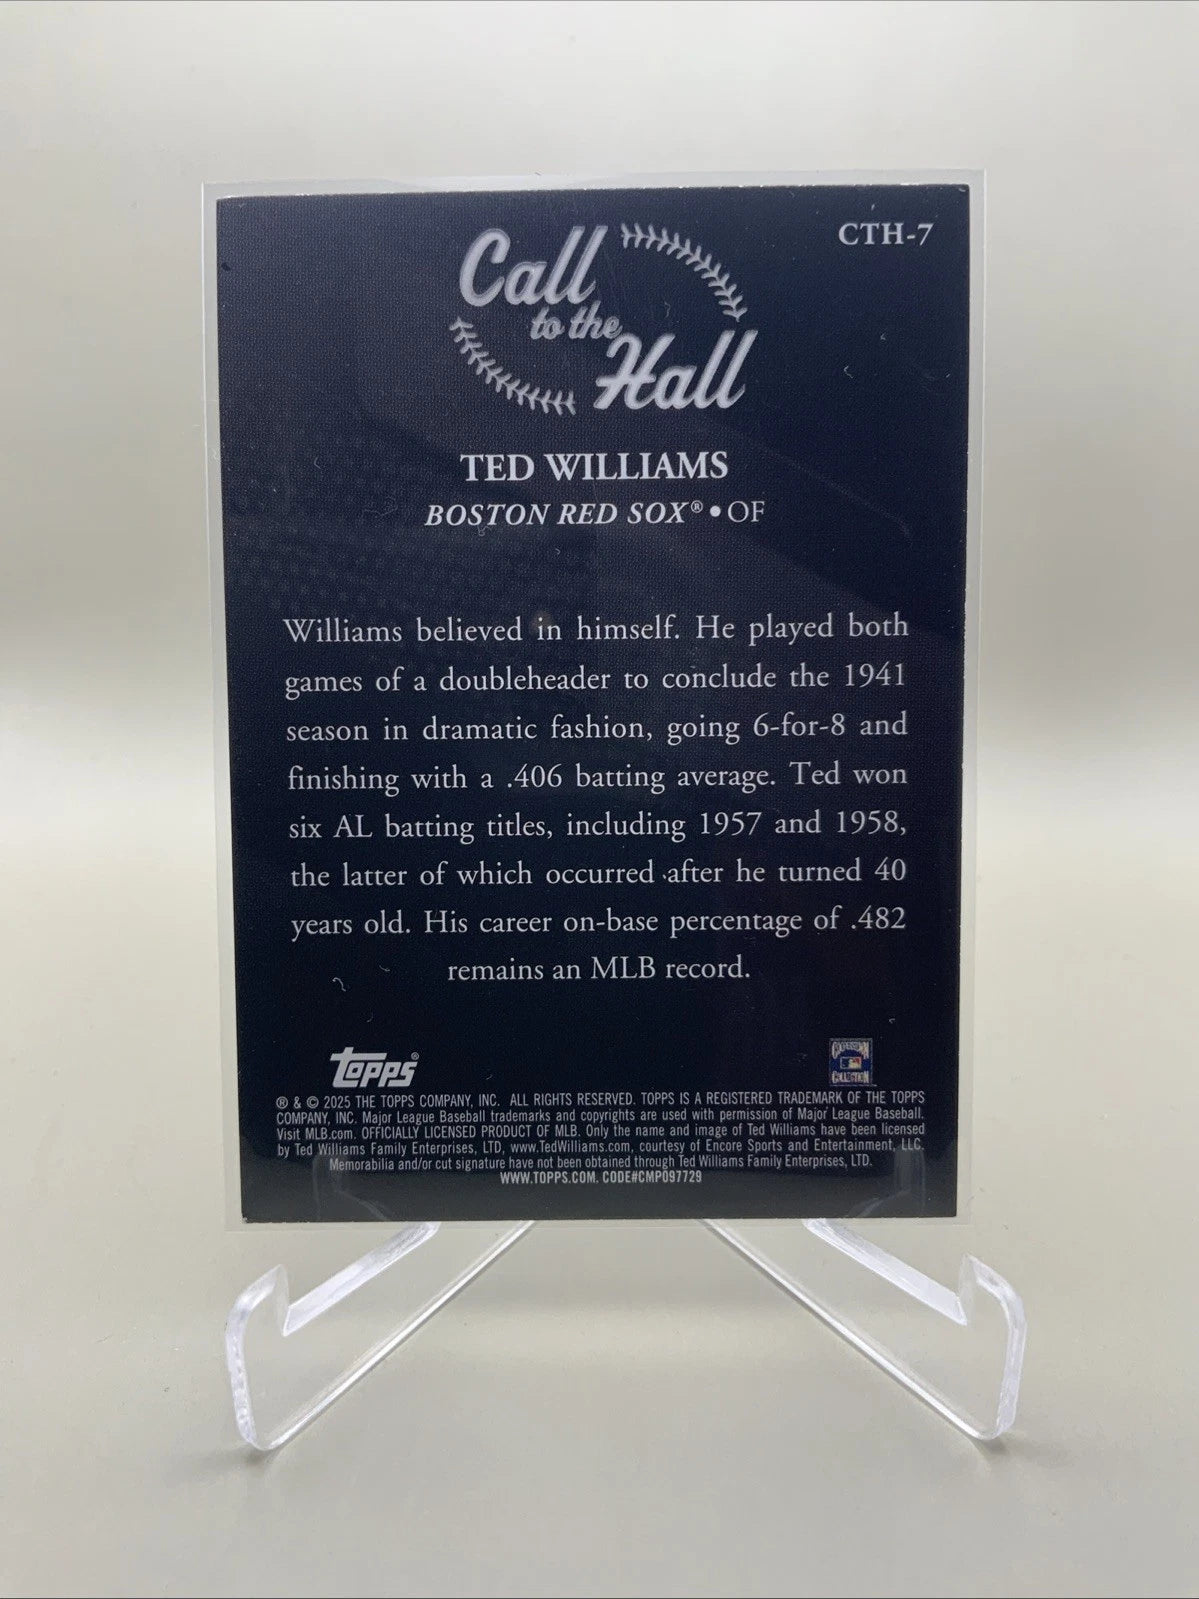 CTH-7
Call
to the
Hall
TED WILLIAMS
BOSTON RED SOX® • OF
Williams believed in himself. He played both
games of a doubleheader to conclude the 1941
season in dramatic fashion, going 6-for-8 and
finishing with a .406 batting average. Ted won
six AL batting titles, including 1957 and 1958,
the latter of which occurred after he turned 40
years old. His career on-base percentage of .482
remains an MLB record.
Topps®
COOPERSTOWN
COLLECTION
® & © 2025 THE TOPPS COMPANY, INC. ALL RIGHTS RESERVED. TOPPS IS A REGISTERED TRADEMARK OF THE TOPPS
COMPANY, INC. Major League Baseball trademarks and copyrights are used with permission of Major League Baseball.
Visit MLB.com. OFFICIALLY LICENSED PRODUCT OF MLB. Only the name and image of Ted Williams have been licensed
by Ted Williams Family Enterprises, LTD, www.TedWilliams.com, courtesy of Encore Sports and Entertainment, LLC.
Memorabilia and/or cut signature have not been obtained through Ted Williams Family Enterprises, LTD.
WWW.TOPPS.COM. CODE#CMP097729